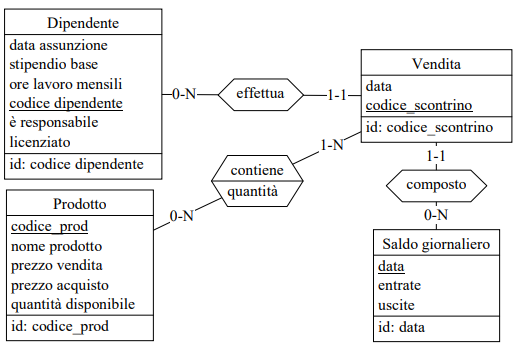 Dipendente
data assunzione
stipendio base
ore lavoro mensili
codice dipendente
è responsabile
licenziato
id: codice dipendente
0-N
effettua
1-1
Vendita
data
codice_scontrino
id: codice_scontrino
1-N
contiene
quantità
0-N
1-1
composto
0-N
Prodotto
codice_prod
nome prodotto
prezzo vendita
prezzo acquisto
quantità disponibile
id: codice_prod
Saldo giornaliero
data
entrate
uscite
id: data